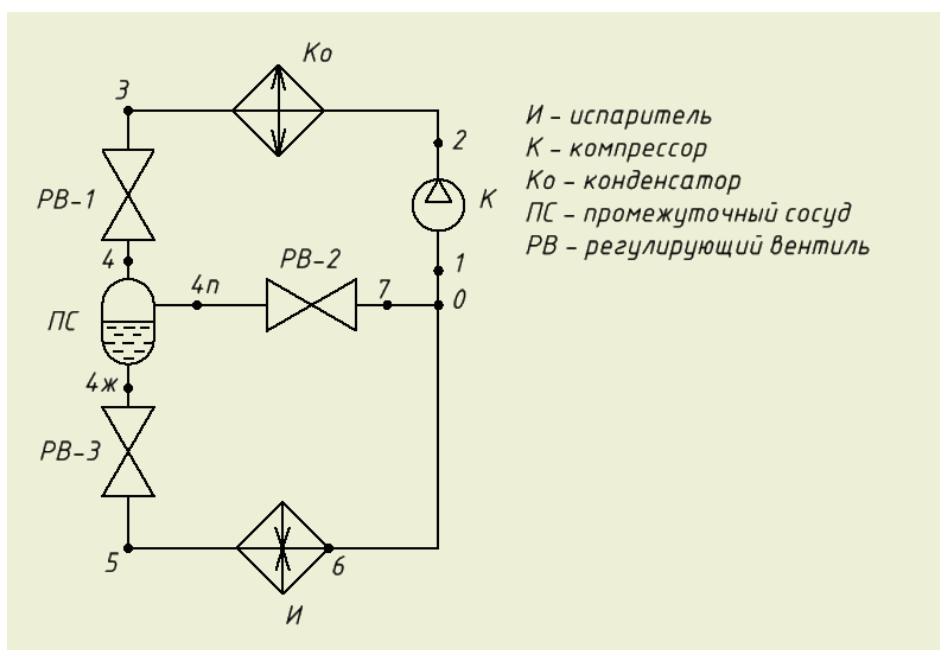 Ко
3
2
И - испаритель
К - компрессор
Ко - конденсатор
ПС - промежуточный сосуд
РВ - регулирующий вентиль
РВ-1
К
4
РВ-2
1
4п
7
0
ПС
4ж
РВ-3
5
6
И